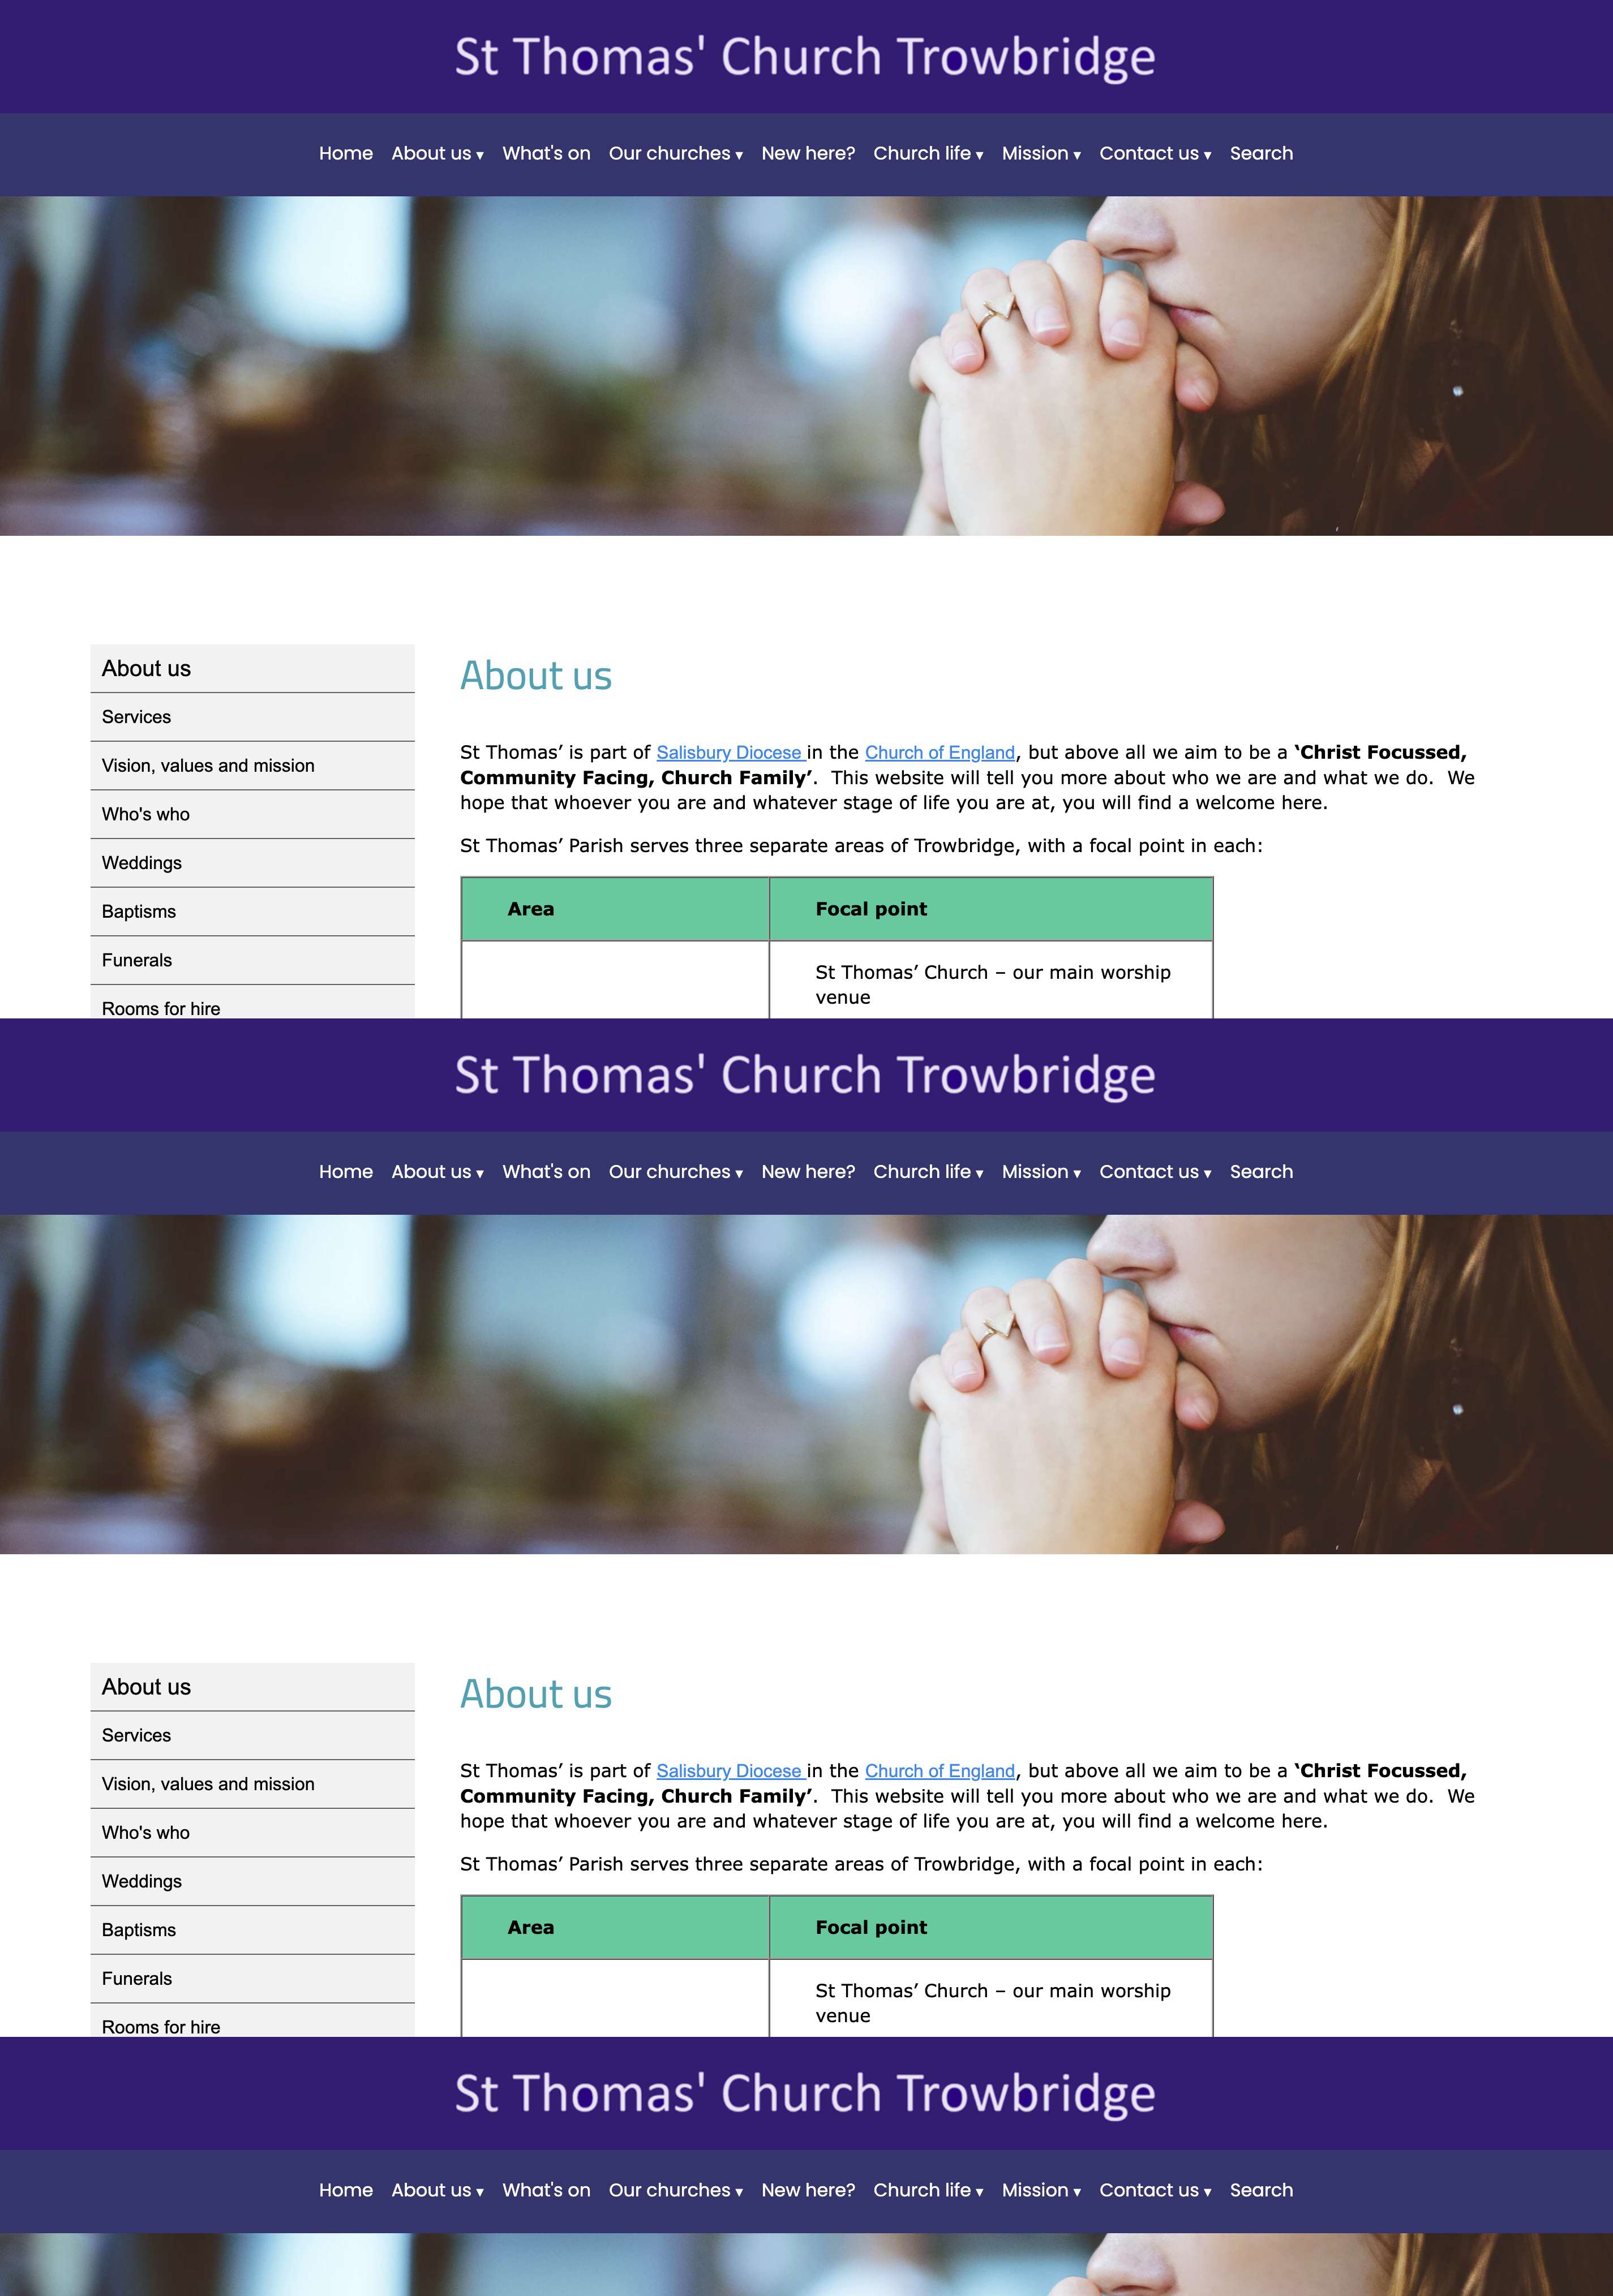 St Thomas' Church Trowbridge
Home About us ▾ What's on Our churches ▾ New here? Church life ▾ Mission ▾ Contact us ▾ Search
About us
Services
Vision, values and mission
Who's who
Weddings
Baptisms
Funerals
Rooms for hire
About us
St Thomas’ is part of Salisbury Diocese in the Church of England, but above all we aim to be a ‘Christ Focussed,
Community Facing, Church Family’.  This website will tell you more about who we are and what we do.  We
hope that whoever you are and whatever stage of life you are at, you will find a welcome here.
St Thomas’ Parish serves three separate areas of Trowbridge, with a focal point in each:
Area Focal point
St Thomas’ Church – our main worship
venue
St Thomas' Church Trowbridge
Home About us ▾ What's on Our churches ▾ New here? Church life ▾ Mission ▾ Contact us ▾ Search
About us
Services
Vision, values and mission
Who's who
Weddings
Baptisms
Funerals
Rooms for hire
About us
St Thomas’ is part of Salisbury Diocese in the Church of England, but above all we aim to be a ‘Christ Focussed,
Community Facing, Church Family’.  This website will tell you more about who we are and what we do.  We
hope that whoever you are and whatever stage of life you are at, you will find a welcome here.
St Thomas’ Parish serves three separate areas of Trowbridge, with a focal point in each:
Area Focal point
St Thomas’ Church – our main worship
venue
St Thomas' Church Trowbridge
Home About us ▾ What's on Our churches ▾ New here? Church life ▾ Mission ▾ Contact us ▾ Search